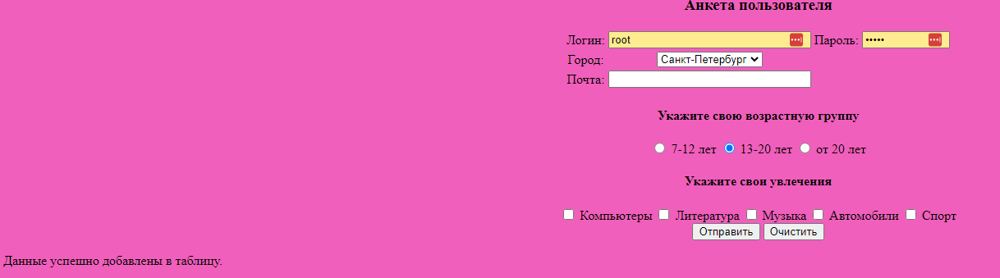 Анкета пользователя
Логин: root Пароль: •••••
Город: Санкт-Петербург
Почта:
Укажите свою возрастную группу
7-12 лет 13-20 лет от 20 лет
Укажите свои увлечения
Компьютеры Литература Музыка Автомобили Спорт
Отправить Очистить
Данные успешно добавлены в таблицу.